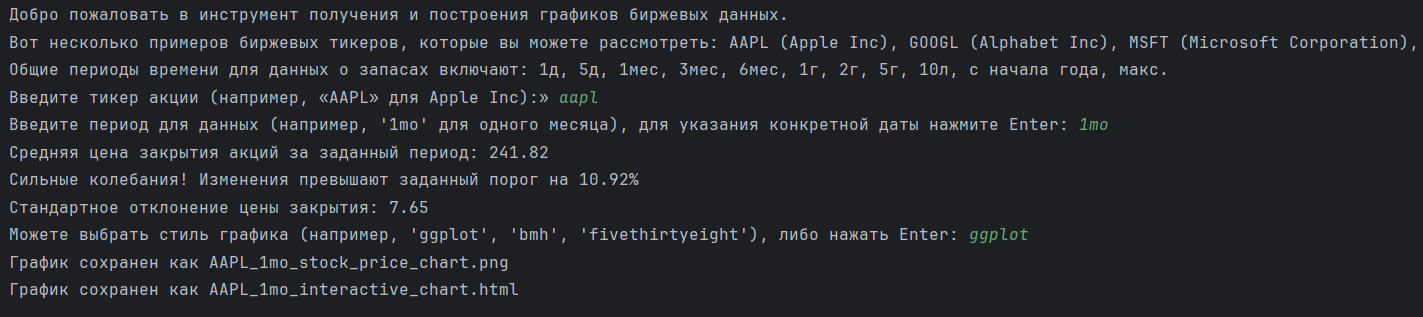 Добро пожаловать в инструмент получения и построения графиков биржевых данных.
Вот несколько примеров биржевых тикеров, которые вы можете рассмотреть: AAPL (Apple Inc), GOOGL (Alphabet Inc), MSFT (Microsoft Corporation),
Общие периоды времени для данных о запасах включают: 1д, 5д, 1мес, 3мес, 6мес, 1г, 2г, 5г, 10л, с начала года, макс.
Введите тикер акции (например, «AAPL» для Apple Inc):» aapl
Введите период для данных (например, '1mo' для одного месяца), для указания конкретной даты нажмите Enter: 1mo
Средняя цена закрытия акций за заданный период: 241.82
Сильные колебания! Изменения превышают заданный порог на 10.92%
Стандартное отклонение цены закрытия: 7.65
Можете выбрать стиль графика (например, 'ggplot', 'bmh', 'fivethirtyeight'), либо нажать Enter: ggplot
График сохранен как AAPL_1mo_stock_price_chart.png
График сохранен как AAPL_1mo_interactive_chart.html